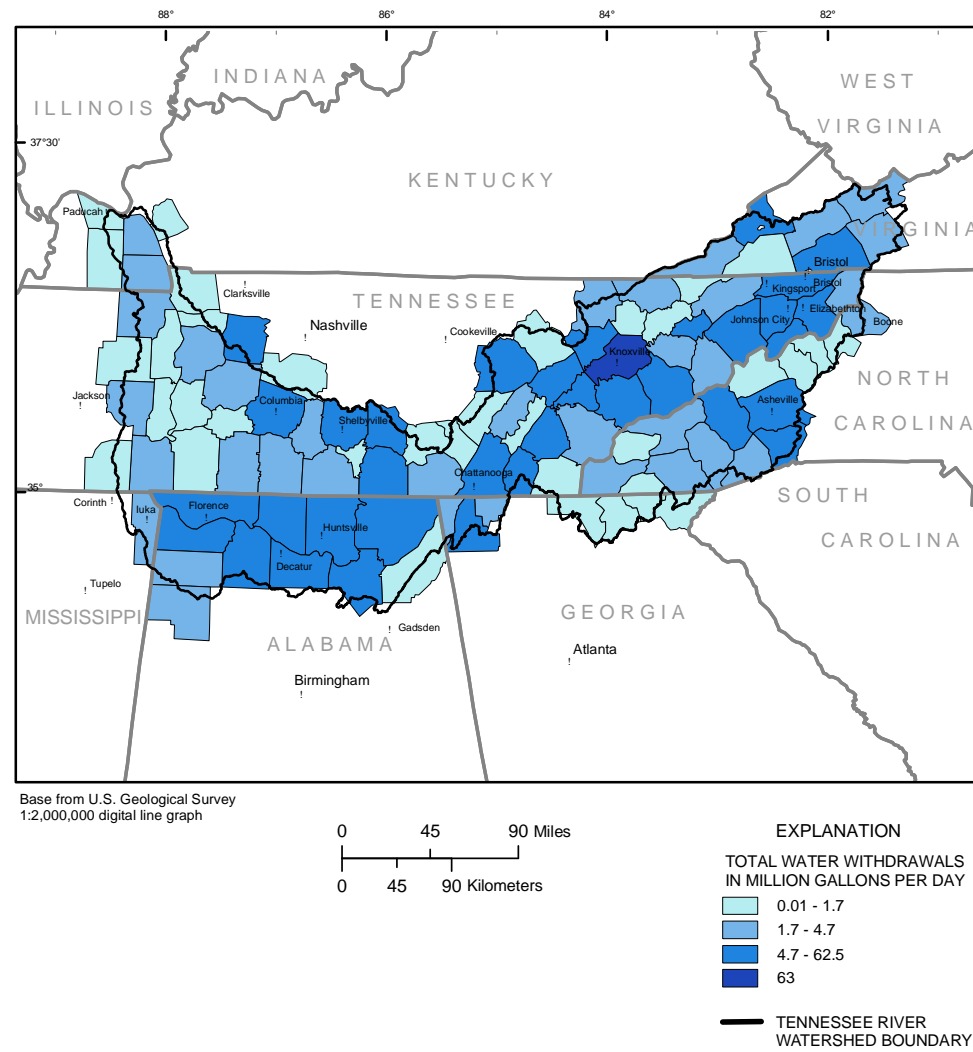 88°
86°
84°
82°
INDIANA
ILLINOIS
WEST
VIRGINIA
37°30'
KENTUCKY
Paducah
VIRGINIA
Bristol
Bristol
Kingsport
Clarksville
TENNESSEE
Elizabethton
Johnson City
Boone
Nashville
Cookeville
Knoxville
NORTH
CAROLINA
Jackson
Columbia
Asheville
Shelbyville
Chattanooga
35°
SOUTH
CAROLINA
Corinth
Iuka
Florence
Huntsville
Decatur
Tupelo
MISSISSIPPI
GEORGIA
Gadsden
ALABAMA
Atlanta
Birmingham
Base from U.S. Geological Survey
1:2,000,000 digital line graph
0 45 90 Miles
0 45 90 Kilometers
EXPLANATION
TOTAL WATER WITHDRAWALS
IN MILLION GALLONS PER DAY
0.01 - 1.7
1.7 - 4.7
4.7 - 62.5
63
TENNESSEE RIVER
WATERSHED BOUNDARY